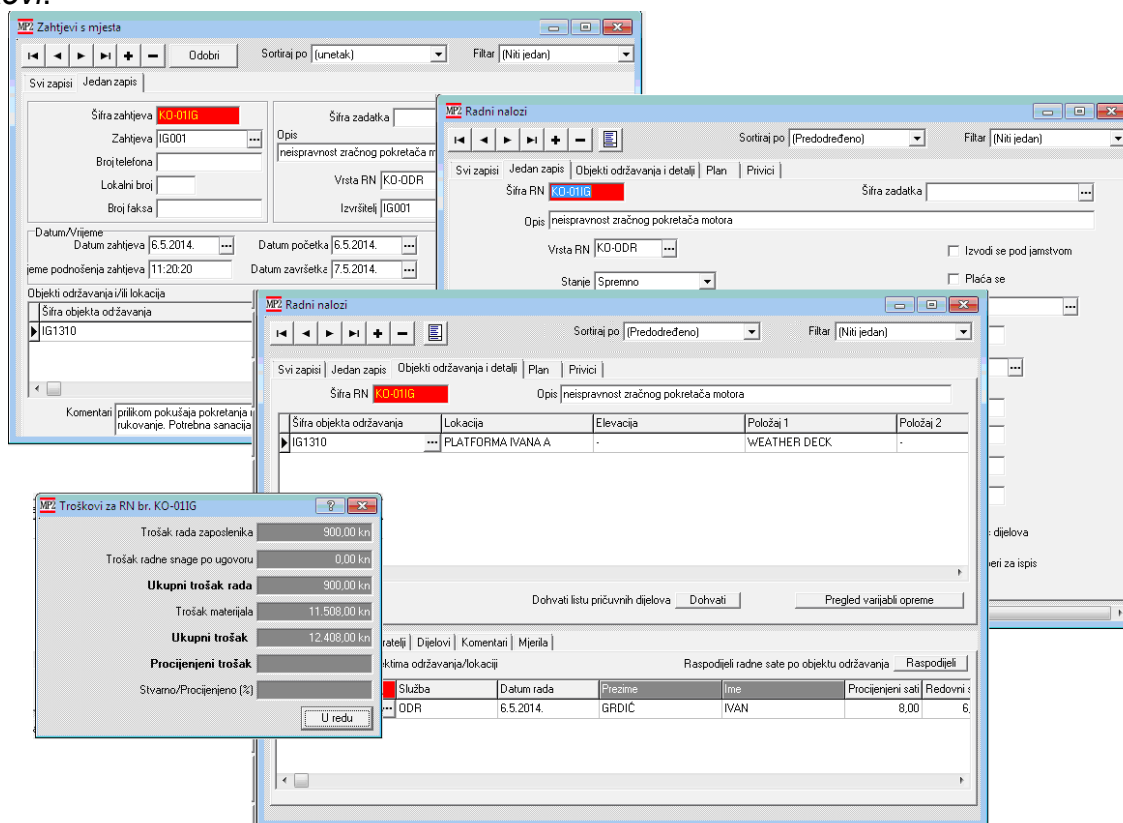 MP2 Zahtjevi s mjesta
Odobri
Sortiraj po (umetak)
Filtar (Niti jedan)
Svi zapisi Jedan zapis
Šifra zahtjeva KO-01IG
Zahtjeva IG001
Broj telefona
Lokalni broj
Broj faksa
Šifra zadatka
Opis
neispravnost zračnog pokretača
Vrsta RN KO-ODR
Izvršitelj IG001
Datum/Vrijeme
Datum zahtjeva 6.5.2014.
Datum početka 6.5.2014.
jeme podnošenja zahtjeva 11:20:20
Datum završetka 7.5.2014.
Objekti održavanja i/ili lokacija
Šifra objekta održavanja
IG1310
Komentari prilikom pokušaja pokretanja
rukovanje. Potrebna sanacija
MP2 Radni nalozi
Sortiraj po (Predodređeno)
Filtar (Niti jedan)
Svi zapisi Jedan zapis Objekti održavanja i detalji Plan Privici
Šifra RN KO-01IG
Šifra zadatka
Opis neispravnost zračnog pokretača motora
Vrsta RN KO-ODR
Izvodi se pod jamstvom
Stanje Spremno
Plaća se
dijelova
za ispis
MP2 Radni nalozi
Sortiraj po (Predodređeno)
Filtar (Niti jedan)
Svi zapisi Jedan zapis Objekti održavanja i detalji Plan Privici
Šifra RN KO-01IG
Opis neispravnost zračnog pokretača motora
Šifra objekta održavanja Lokacija Elevacija Položaj 1 Položaj 2
IG1310 PLATFORMA IVANA A - WEATHER DECK -
Dohvati listu pričuvnih dijelova Dohvati
Pregled varijabli opreme
ratelji Dijelovi Komentari Mjerila
ektima održavanja/lokaciji
Raspodijeli radne sate po objektu održavanja Raspodijeli
Služba Datum rada Prezime Ime Procijenjeni sati Redovni s
ODR 6.5.2014. GRDIĆ IVAN 8,00 6,
MP2 Troškovi za RN br. KO-01IG
Trošak rada zaposlenika 900,00 kn
Trošak radne snage po ugovoru 0,00 kn
Ukupni trošak rada 900,00 kn
Trošak materijala 11.508,00 kn
Ukupni trošak 12.408,00 kn
Procijenjeni trošak
Stvarno/Procijenjeno (%)
U redu